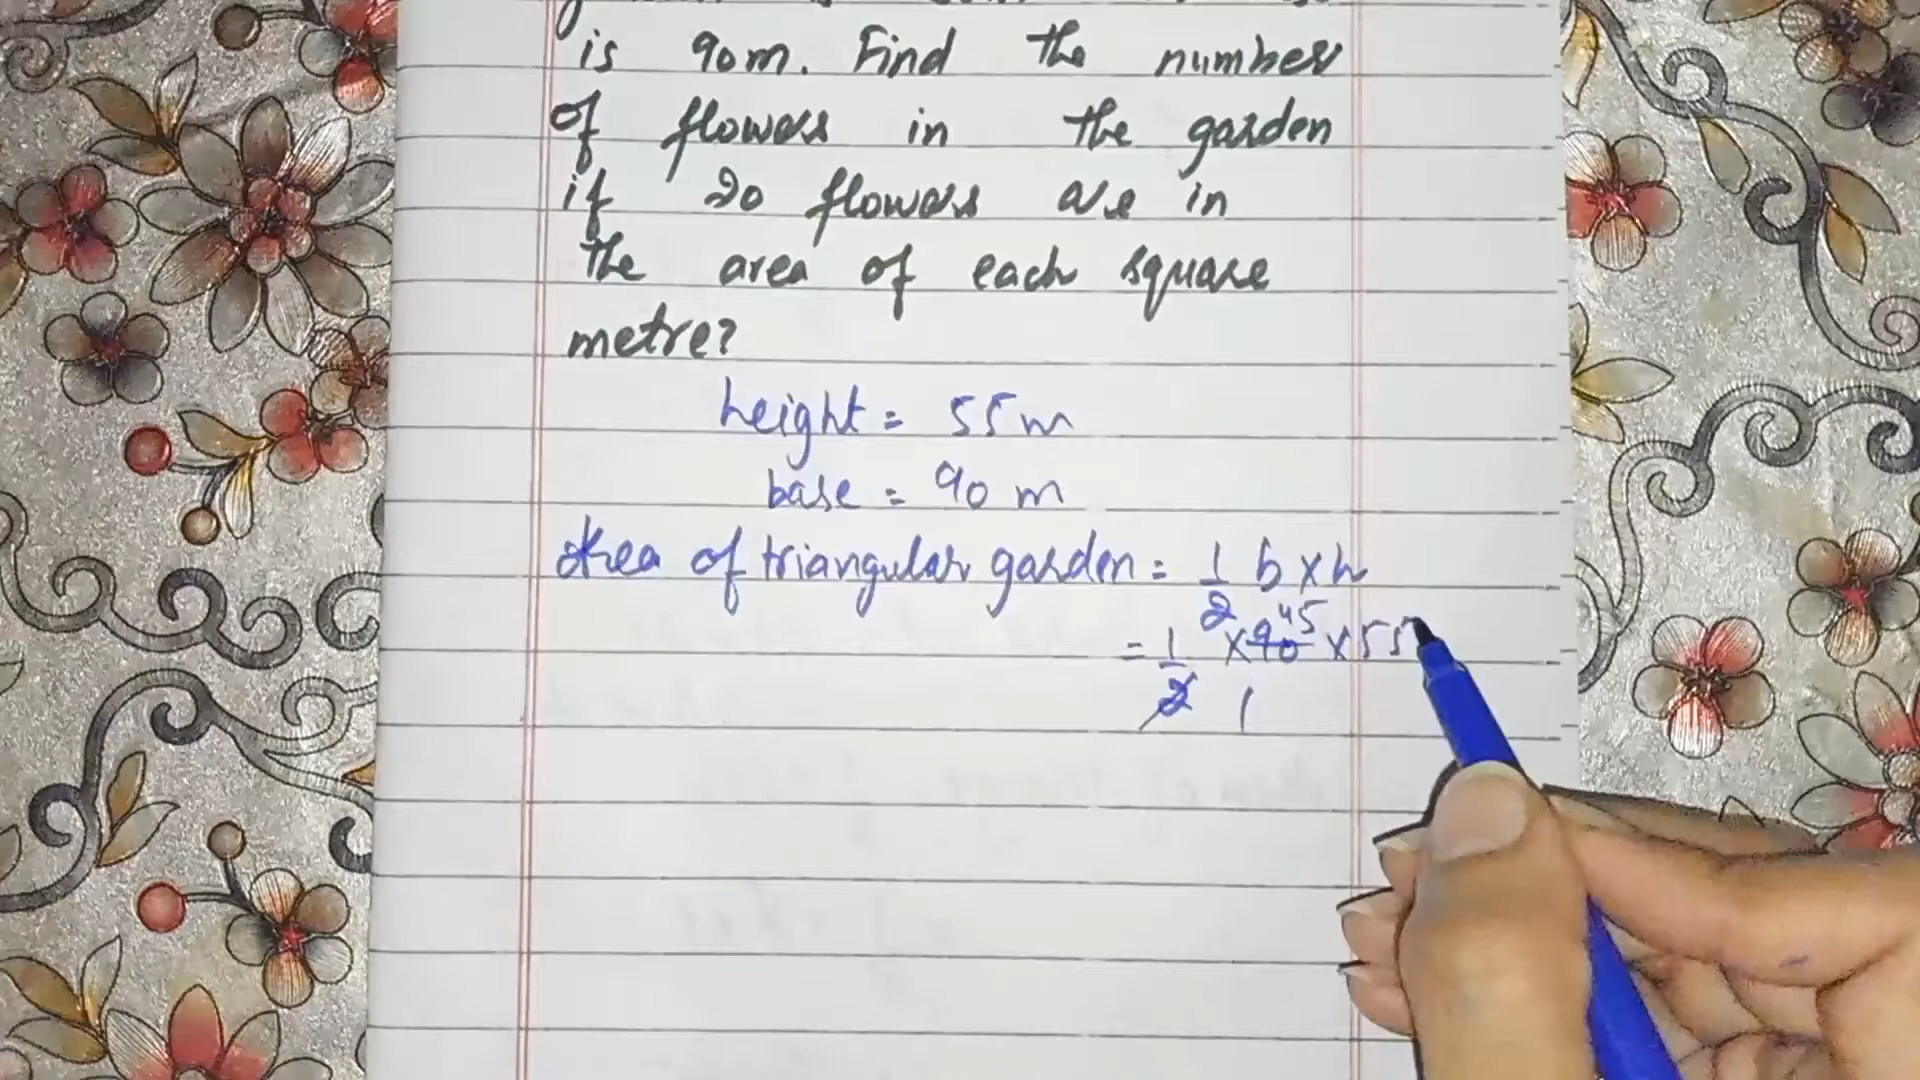 is 90m. Find the number
of flowers in the garden
if 20 flowers are in
the area of each square
metre?
height = 55m
base = 90 m
Area of triangular garden = 1/2 b x h
= 1/2 x 90 45 x 55
1